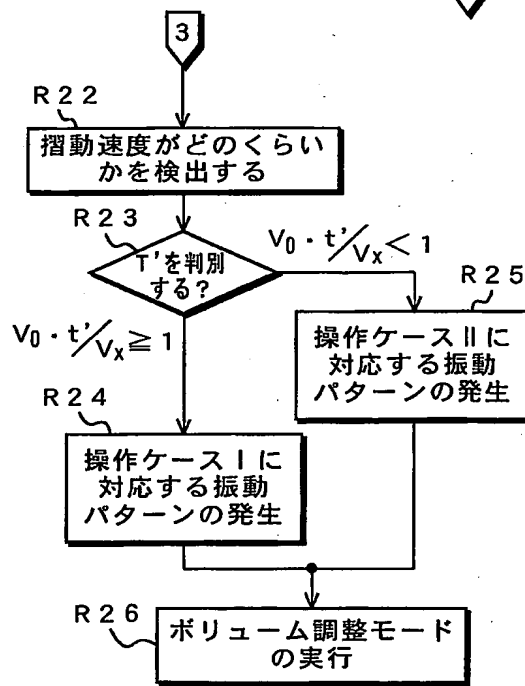 3
R22
摺動速度がどのくらい
かを検出する
R23
T'を判別
する?
V0・t'/Vx<1
R25
V0・t'/Vx≧1
操作ケースⅡに
対応する振動
パターンの発生
R24
操作ケースⅠに
対応する振動
パターンの発生
R26
ボリューム調整モード
の実行